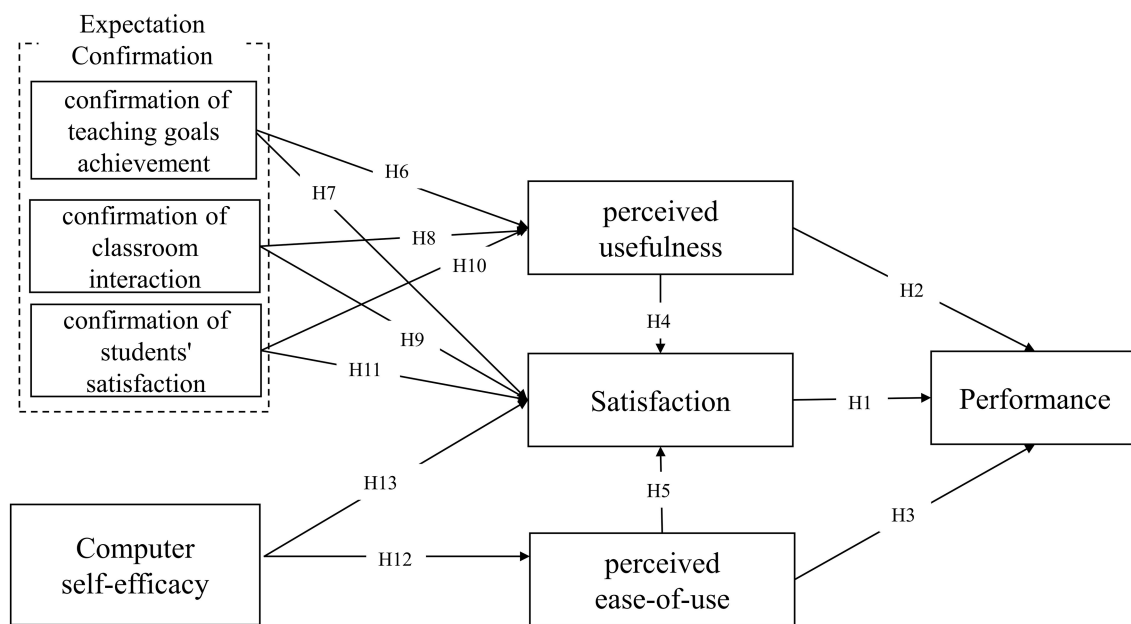 Expectation
Confirmation
confirmation of
teaching goals
achievement
confirmation of
classroom
interaction
confirmation of
students'
satisfaction
Computer
self-efficacy
H6
H7
H8
H10
H9
H11
H13
H12
perceived
usefulness
H4
Satisfaction
H5
perceived
ease-of-use
H2
H1
H3
Performance